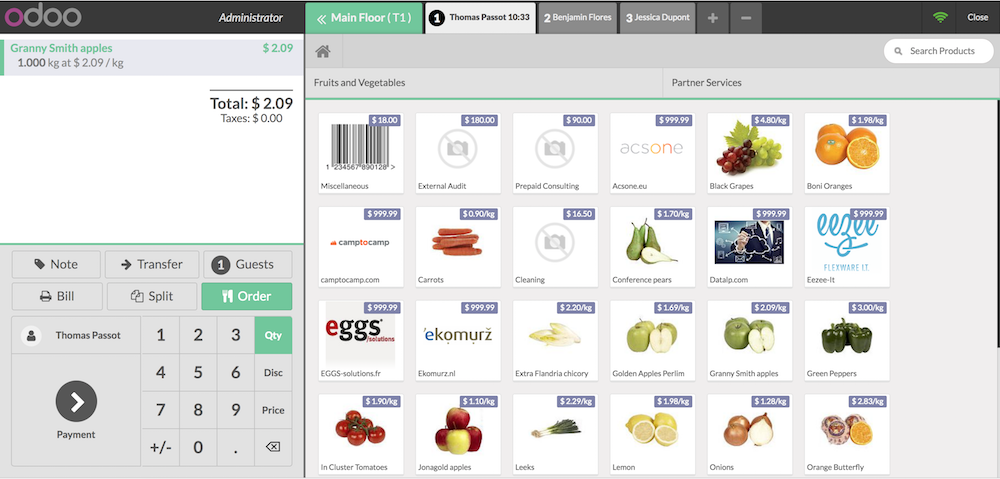 odoo
Administrator
Main Floor ( T1 )
1 Thomas Passot 10:33
2 Benjamin Flores
3 Jessica Dupont
+
−
Close
Granny Smith apples $ 2.09
1.000 kg at $ 2.09 / kg
Total: $ 2.09
Taxes: $ 0.00
Search Products
Fruits and Vegetables
Partner Services
$ 18.00
1 234567 890128 >
Miscellaneous
$ 180.00
External Audit
$ 90.00
Prepaid Consulting
$ 999.99
acsone
Acsone.eu
$ 4.80/kg
Black Grapes
$ 1.98/kg
Boni Oranges
$ 999.99
camptocamp
camptocamp.com
$ 0.90/kg
Carrots
$ 16.50
Cleaning
$ 1.70/kg
Conference pears
$ 999.99
Datalp.com
$ 999.99
eezee
FLEXWARE I.T.
Eezee-It
$ 999.99
eggs
/solutions
EGGS-solutions.fr
$ 999.99
ekomurz
Ekomurz.nl
$ 2.20/kg
Extra Flandria chicory
$ 1.69/kg
Golden Apples Perlim
$ 2.09/kg
Granny Smith apples
$ 3.00/kg
Green Peppers
$ 1.90/kg
In Cluster Tomatoes
$ 1.10/kg
Jonagold apples
$ 2.29/kg
Leeks
$ 1.98/kg
Lemon
$ 1.28/kg
Onions
$ 2.83/kg
Orange Butterfly
Note
Transfer
1 Guests
Bill
Split
Order
Thomas Passot
Payment
1 2 3 Qty
4 5 6 Disc
7 8 9 Price
+/- 0 .